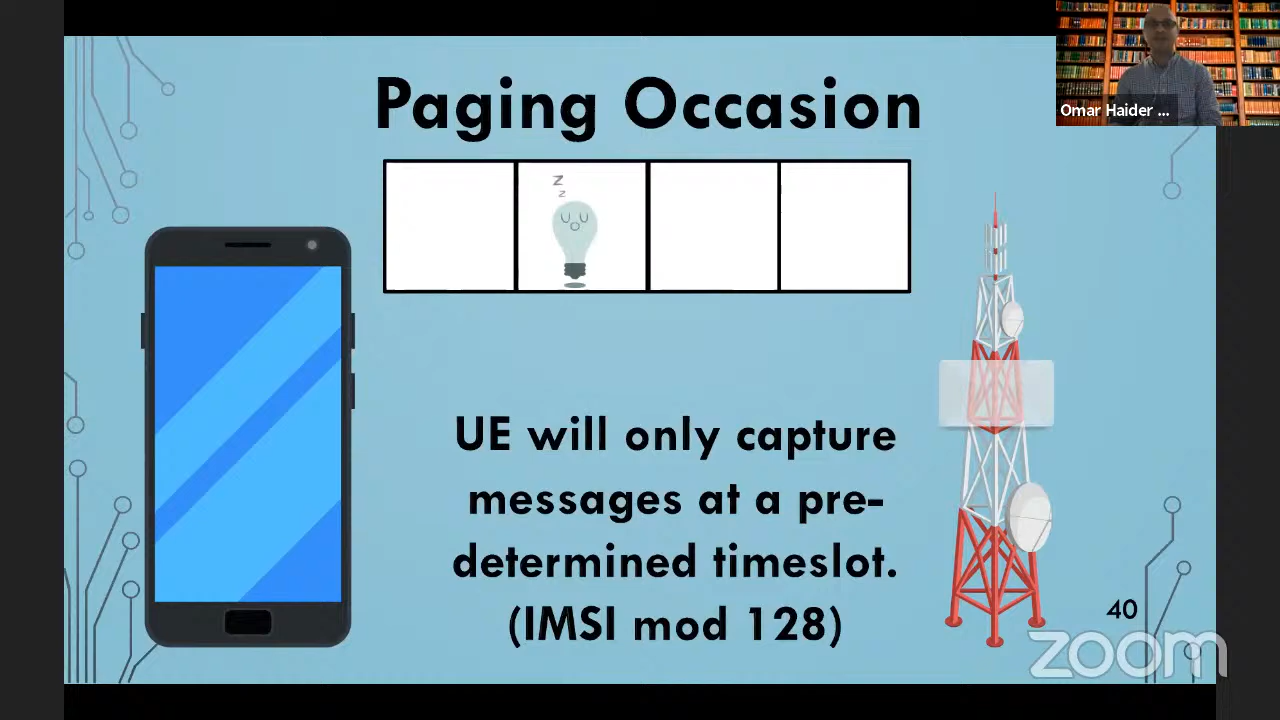 Paging Occasion
Omar Haider ...
z
z
UE will only capture
messages at a pre-
determined timeslot.
(IMSI mod 128)
40
zoom